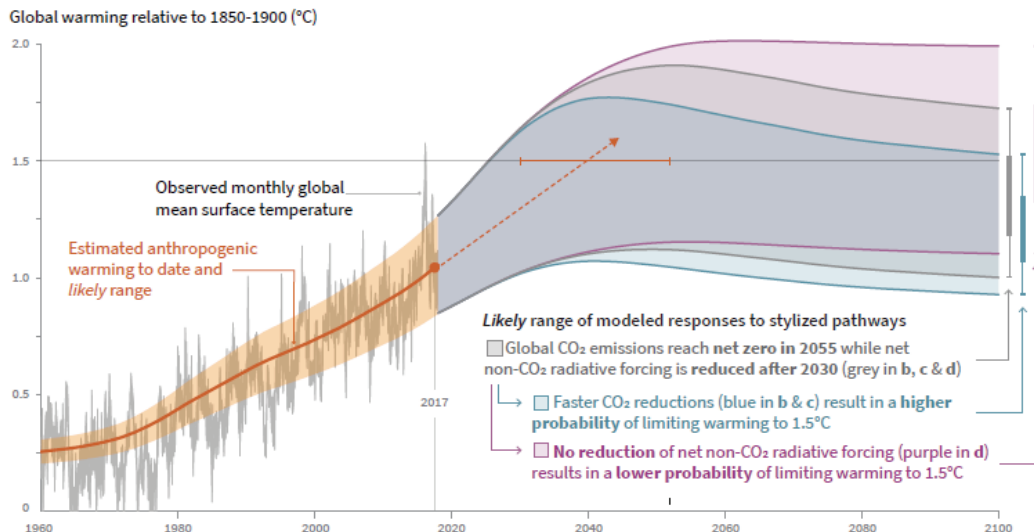 Global warming relative to 1850-1900 (°C)
2.0
1.5
Observed monthly global
mean surface temperature
Estimated anthropogenic
warming to date and
likely range
1.0
0.5
0
2017
Likely range of modeled responses to stylized pathways
Global CO₂ emissions reach net zero in 2055 while net
non-CO₂ radiative forcing is reduced after 2030 (grey in b, c & d)
Faster CO₂ reductions (blue in b & c) result in a higher
probability of limiting warming to 1.5°C
No reduction of net non-CO₂ radiative forcing (purple in d)
results in a lower probability of limiting warming to 1.5°C
1960 1980 2000 2020 2040 2060 2080 2100